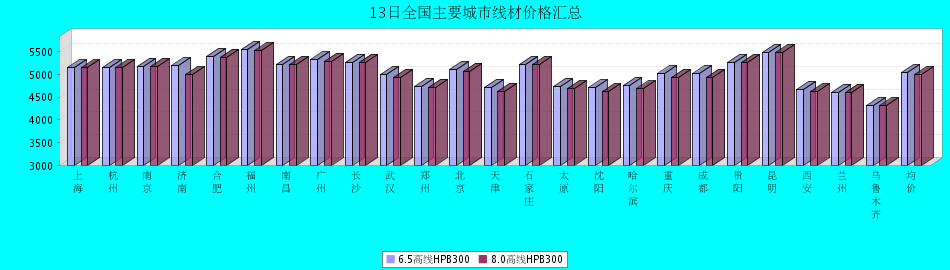 13日全国主要城市线材价格汇总
5500
5000
4500
4000
3500
3000
上海
杭州
南京
济南
合肥
福州
南昌
广州
长沙
武汉
郑州
北京
天津
石家庄
太原
沈阳
哈尔滨
重庆
成都
贵阳
昆明
西安
兰州
乌鲁木齐
均价
6.5高线HPB300 8.0高线HPB300